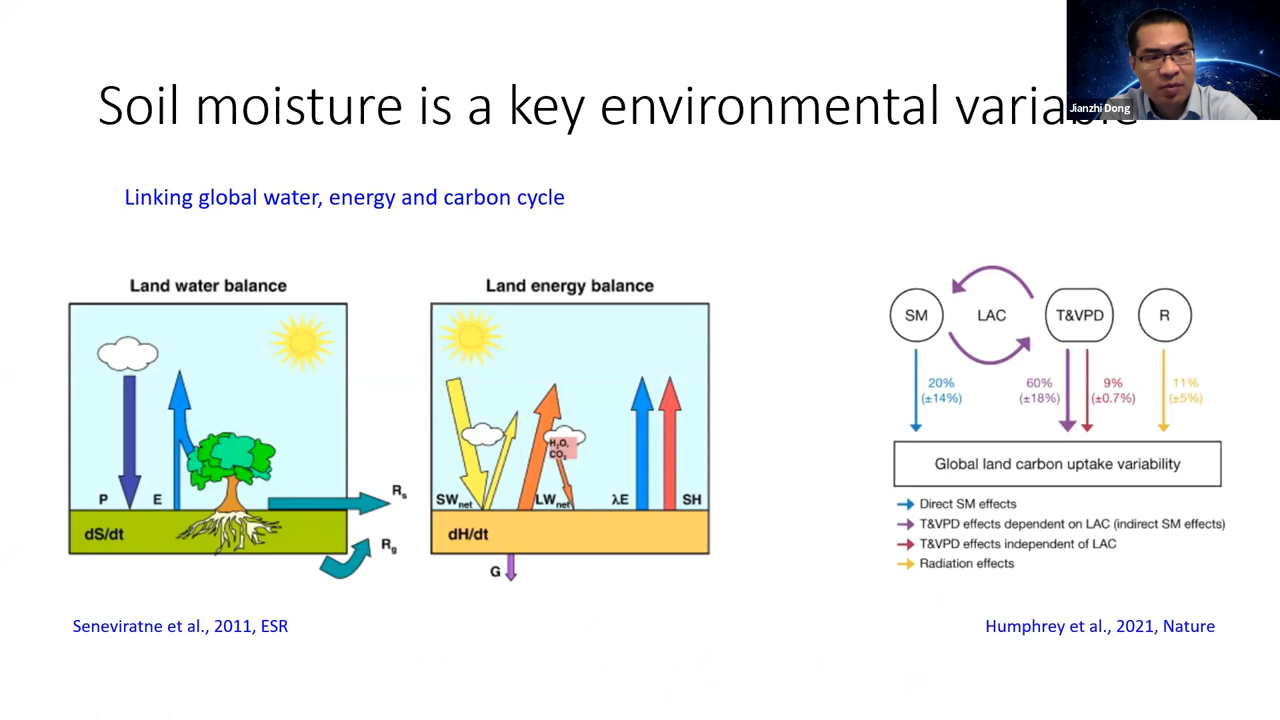 Soil moisture is a key environmental variable
Jianzhi Dong
Linking global water, energy and carbon cycle
Land water balance
P
E
Rs
dS/dt
Rg
Land energy balance
H2O,
CO2
SWnet
LWnet
λE
SH
dH/dt
G
SM
LAC
T&VPD
R
20%
(±14%)
60%
(±18%)
9%
(±0.7%)
11%
(±5%)
Global land carbon uptake variability
Direct SM effects
T&VPD effects dependent on LAC (indirect SM effects)
T&VPD effects independent of LAC
Radiation effects
Seneviratne et al., 2011, ESR
Humphrey et al., 2021, Nature